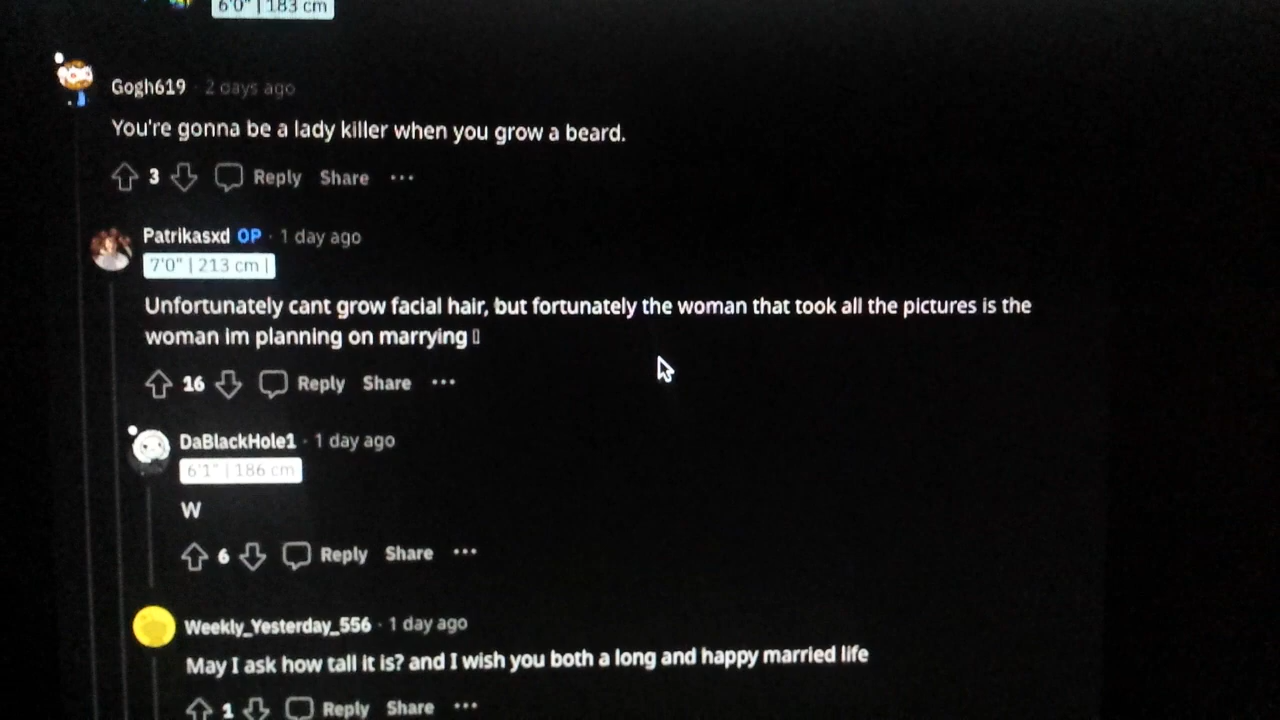 6'0" | 183 cm
Gogh619 · 2 days ago
You're gonna be a lady killer when you grow a beard.
3 Reply Share ...
Patrikasxd OP · 1 day ago
7'0" | 213 cm |
Unfortunately cant grow facial hair, but fortunately the woman that took all the pictures is the
woman im planning on marrying
16 Reply Share ...
DaBlackHole1 · 1 day ago
6'1" | 186 cm
W
6 Reply Share ...
Weekly_Yesterday_556 · 1 day ago
May I ask how tall it is? and I wish you both a long and happy married life
1 Reply Share ...